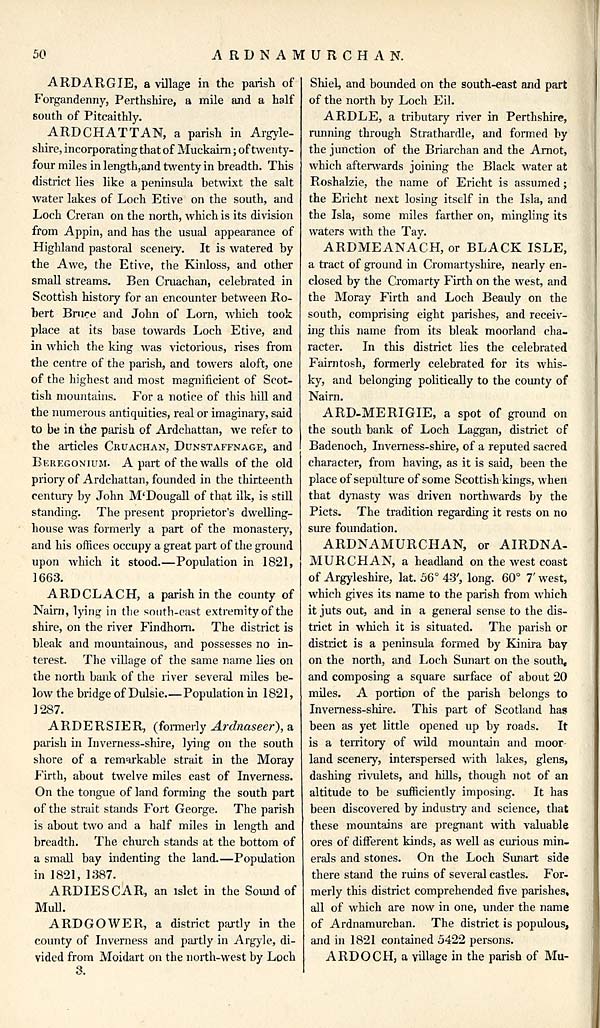 50
ARDNAMURCHAN.
ARDARGIE, a village in the parish of
Forgandenny, Perthshire, a mile and a half
south of Pitcaithly.
ARDCHATTAN, a parish in Argyle-
shire, incorporating that of Muckairn; of twenty-
four miles in length, and twenty in breadth. This
district lies like a peninsula betwixt the salt
water lakes of Loch Etive on the south, and
Loch Creran on the north, which is its division
from Appin, and has the usual appearance of
Highland pastoral scenery. It is watered by
the Awe, the Etive, the Kinloss, and other
small streams. Ben Cruachan, celebrated in
Scottish history for an encounter between Ro-
bert Bruce and John of Lorn, which took
place at its base towards Loch Etive, and
in which the king was victorious, rises from
the centre of the parish, and towers aloft, one
of the highest and most magnificient of Scot-
tish mountains. For a notice of this hill and
the numerous antiquities, real or imaginary, said
to be in the parish of Ardchattan, we refer to
the articles CRUACHAN, DUNSTAFFNAGE, and
BEREGONIUM. A part of the walls of the old
priory of Ardchattan, founded in the thirteenth
century by John M'Dougall of that ilk, is still
standing. The present proprietor's dwelling-
house was formerly a part of the monastery,
and his offices occupy a great part of the ground
upon which it stood.—Population in 1821,
1663.
ARDCLACH, a parish in the county of
Nairn, lying in the south-east extremity of the
shire, on the river Findhorn. The district is
bleak and mountainous, and possesses no in-
terest. The village of the same name lies on
the north bank of the river several miles be-
low the bridge of Dulsie.—Population in 1821,
1287.
ARDERSIER, (formerly Ardnaseer), a
parish in Inverness-shire, lying on the south
shore of a remarkable strait in the Moray
Firth, about twelve miles east of Inverness.
On the tongue of land forming the south part
of the strait stands Fort George. The parish
is about two and a half miles in length and
breadth. The church stands at the bottom of
a small bay indenting the land.—Population
in 1821, 1387.
ARDIESCAR, an islet in the Sound of
Mull.
ARDGOWER, a district partly in the
county of Inverness and partly in Argyle, di-
vided from Moidart on the north-west by Loch
3.
Shiel, and bounded on the south-east and part
of the north by Loch Eil.
ARDLE, a tributary river in Perthshire,
running through Strathardle, and formed by
the junction of the Briarchan and the Arnot,
which afterwards joining the Black water at
Roshalzie, the name of Ericht is assumed;
the Ericht next losing itself in the Isla, and
the Isla, some miles farther on, mingling its
waters with the Tay.
ARDMEANACH, or BLACK ISLE,
a tract of ground in Cromartyshire, nearly en-
closed by the Cromarty Firth on the west, and
the Moray Firth and Loch Beauly on the
south, comprising eight parishes, and receiv-
ing this name from its bleak moorland cha-
racter. In this district lies the celebrated
Fairntosh, formerly celebrated for its whis-
ky, and belonging politically to the county of
Nairn.
ARD-MERIGIE, a spot of ground on
the south bank of Loch Laggan, district of
Badenoch, Inverness-shire, of a reputed sacred
character, from having, as it is said, been the
place of sepulture of some Scottish kings, when
that dynasty was driven northwards by the
Picts. The tradition regarding it rests on no
sure foundation.
ARDNAMURCHAN, or AIRDNA-
MURCHAN, a headland on the west coast
of Argyleshire, lat. 56° 43', long. 60° 7' west,
which gives its name to the parish from which
it juts out, and in a general sense to the dis-
trict in which it is situated. The parish or
district is a peninsula formed by Kinira bay
on the north, and Loch Sunart on the south,
and composing a square surface of about 20
miles. A portion of the parish belongs to
Inverness-shire. This part of Scotland has
been as yet little opened up by roads. It
is a territory of wild mountain and moor-
land scenery, interspersed with lakes, glens,
dashing rivulets, and hills, though not of an
altitude to be sufficiently imposing. It has
been discovered by industry and science, that
these mountains are pregnant with valuable
ores of different kinds, as well as curious min-
erals and stones. On the Loch Sunart side
there stand the ruins of several castles. For-
merly this district comprehended five parishes,
all of which are now in one, under the name
of Ardnamurchan. The district is populous,
and in 1821 contained 5422 persons.
ARDOCH, a village in the parish of Mu-